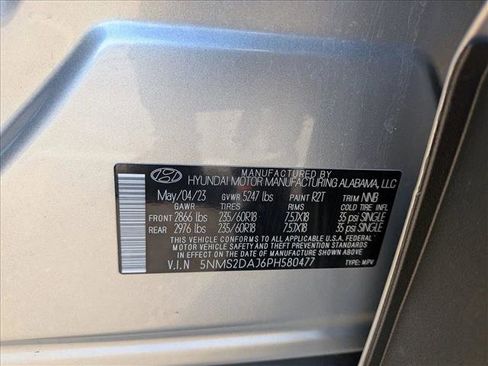 MANUFACTURED BY
HYUNDAI MOTOR MANUFACTURING ALABAMA, LLC
May/04/23 GVWR 5247 lbs PAINT R2T TRIM NNB
GAWR TIRES RIMS COLD TIRE INFL.
FRONT 2866 lbs 235/60R18 7.5JX18 35 psi SINGLE
REAR 2976 lbs 235/60R18 7.5JX18 35 psi SINGLE
THIS VEHICLE CONFORMS TO ALL APPLICABLE U.S.A. FEDERAL
MOTOR VEHICLE SAFETY AND THEFT PREVENTION STANDARDS
IN EFFECT ON THE DATE OF MANUFACTURE SHOWN ABOVE.
V.I.N 5NMS2DAJ6PH580477 TYPE: MPV